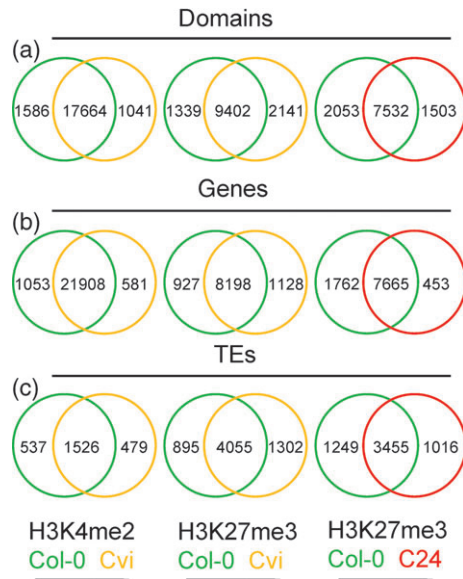 Domains
(a)
1586 17664 1041 1339 9402 2141 2053 7532 1503
Genes
(b)
1053 21908 581 927 8198 1128 1762 7665 453
TEs
(c)
537 1526 479 895 4055 1302 1249 3455 1016
H3K4me2 H3K27me3 H3K27me3
Col-0 Cvi Col-0 Cvi Col-0 C24